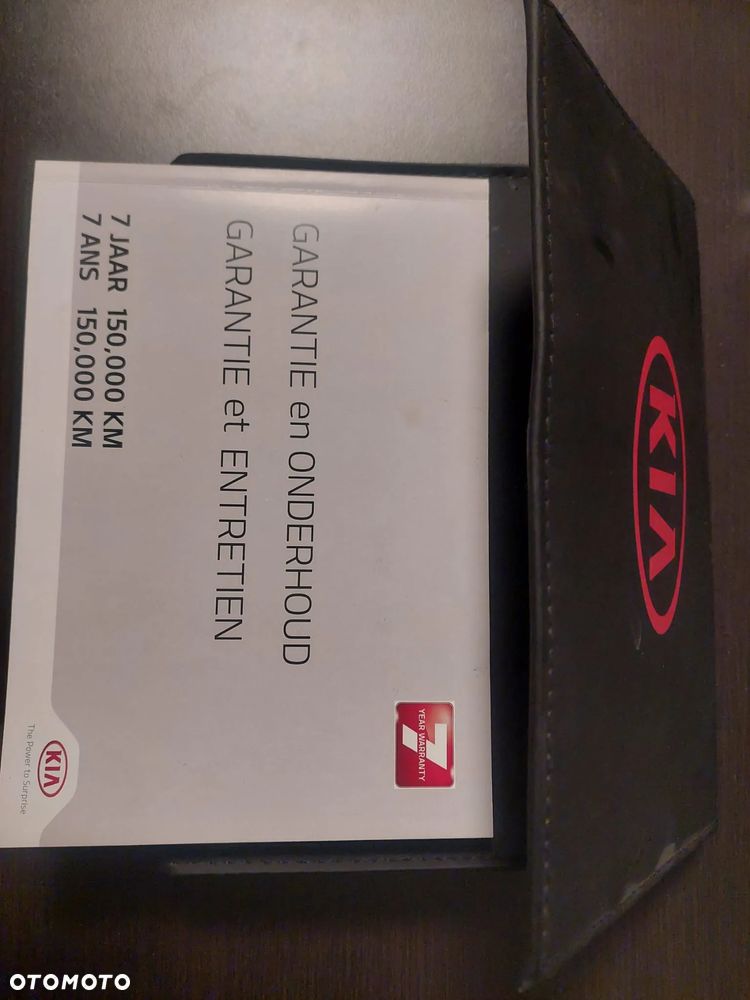 KIA
7
YEAR WARRANTY
GARANTIE en ONDERHOUD
GARANTIE et ENTRETIEN
7 JAAR 150,000 KM
7 ANS 150,000 KM
KIA
The Power to Surprise
OTOMOTO